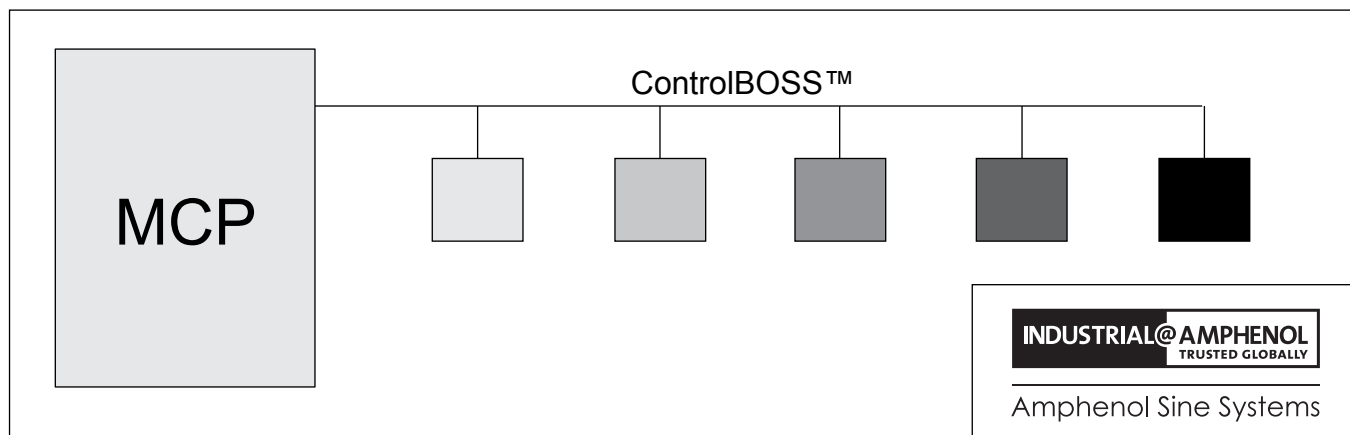 ControlBOSS™
MCP
INDUSTRIAL@AMPHENOL
TRUSTED GLOBALLY
Amphenol Sine Systems